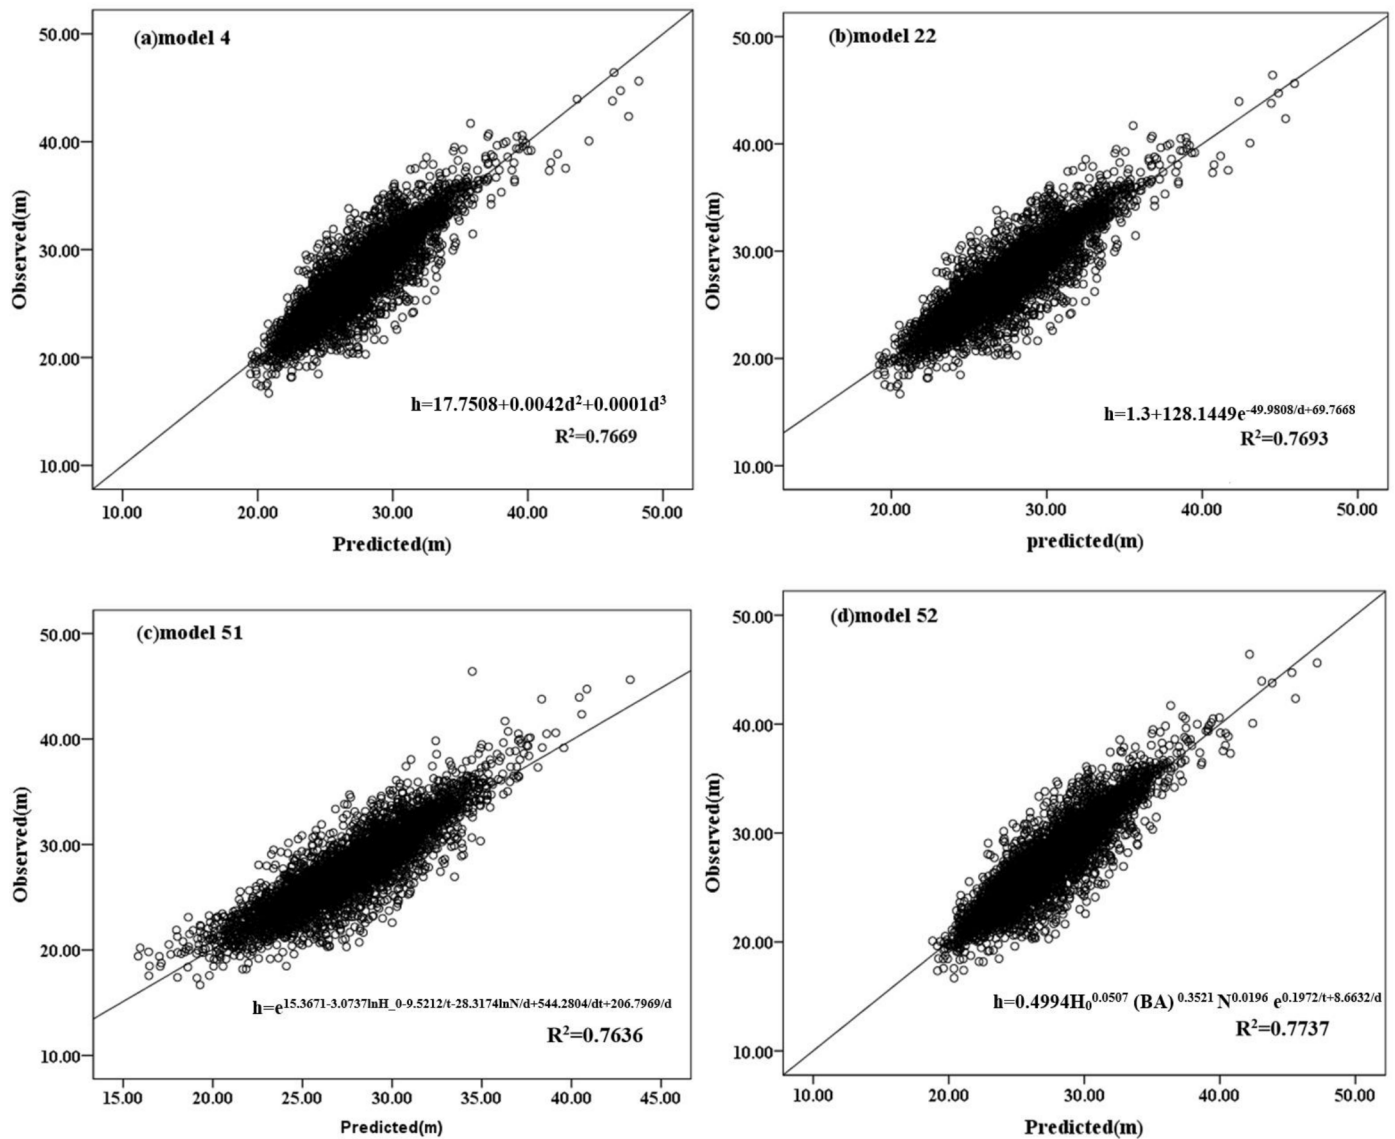 (a)model 4
50.00
40.00
30.00
20.00
10.00
Observed(m)
h=17.7508+0.0042d²+0.0001d³
R²=0.7669
10.00 20.00 30.00 40.00 50.00
Predicted(m)
(b)model 22
50.00
40.00
30.00
20.00
10.00
Observed(m)
h=1.3+128.1449e^-49.9808/d+69.7668
R²=0.7693
20.00 30.00 40.00 50.00
predicted(m)
(c)model 51
50.00
40.00
30.00
20.00
10.00
Observed(m)
h=e^15.3671-3.0737lnH_0-9.5212/t-28.3174lnN/d+544.2804/dt+206.7969/d
R²=0.7636
15.00 20.00 25.00 30.00 35.00 40.00 45.00
Predicted(m)
(d)model 52
50.00
40.00
30.00
20.00
10.00
Observed(m)
h=0.4994H₀^0.0507 (BA)^0.3521 N^0.0196 e^0.1972/t+8.6632/d
R²=0.7737
10.00 20.00 30.00 40.00 50.00
Predicted(m)